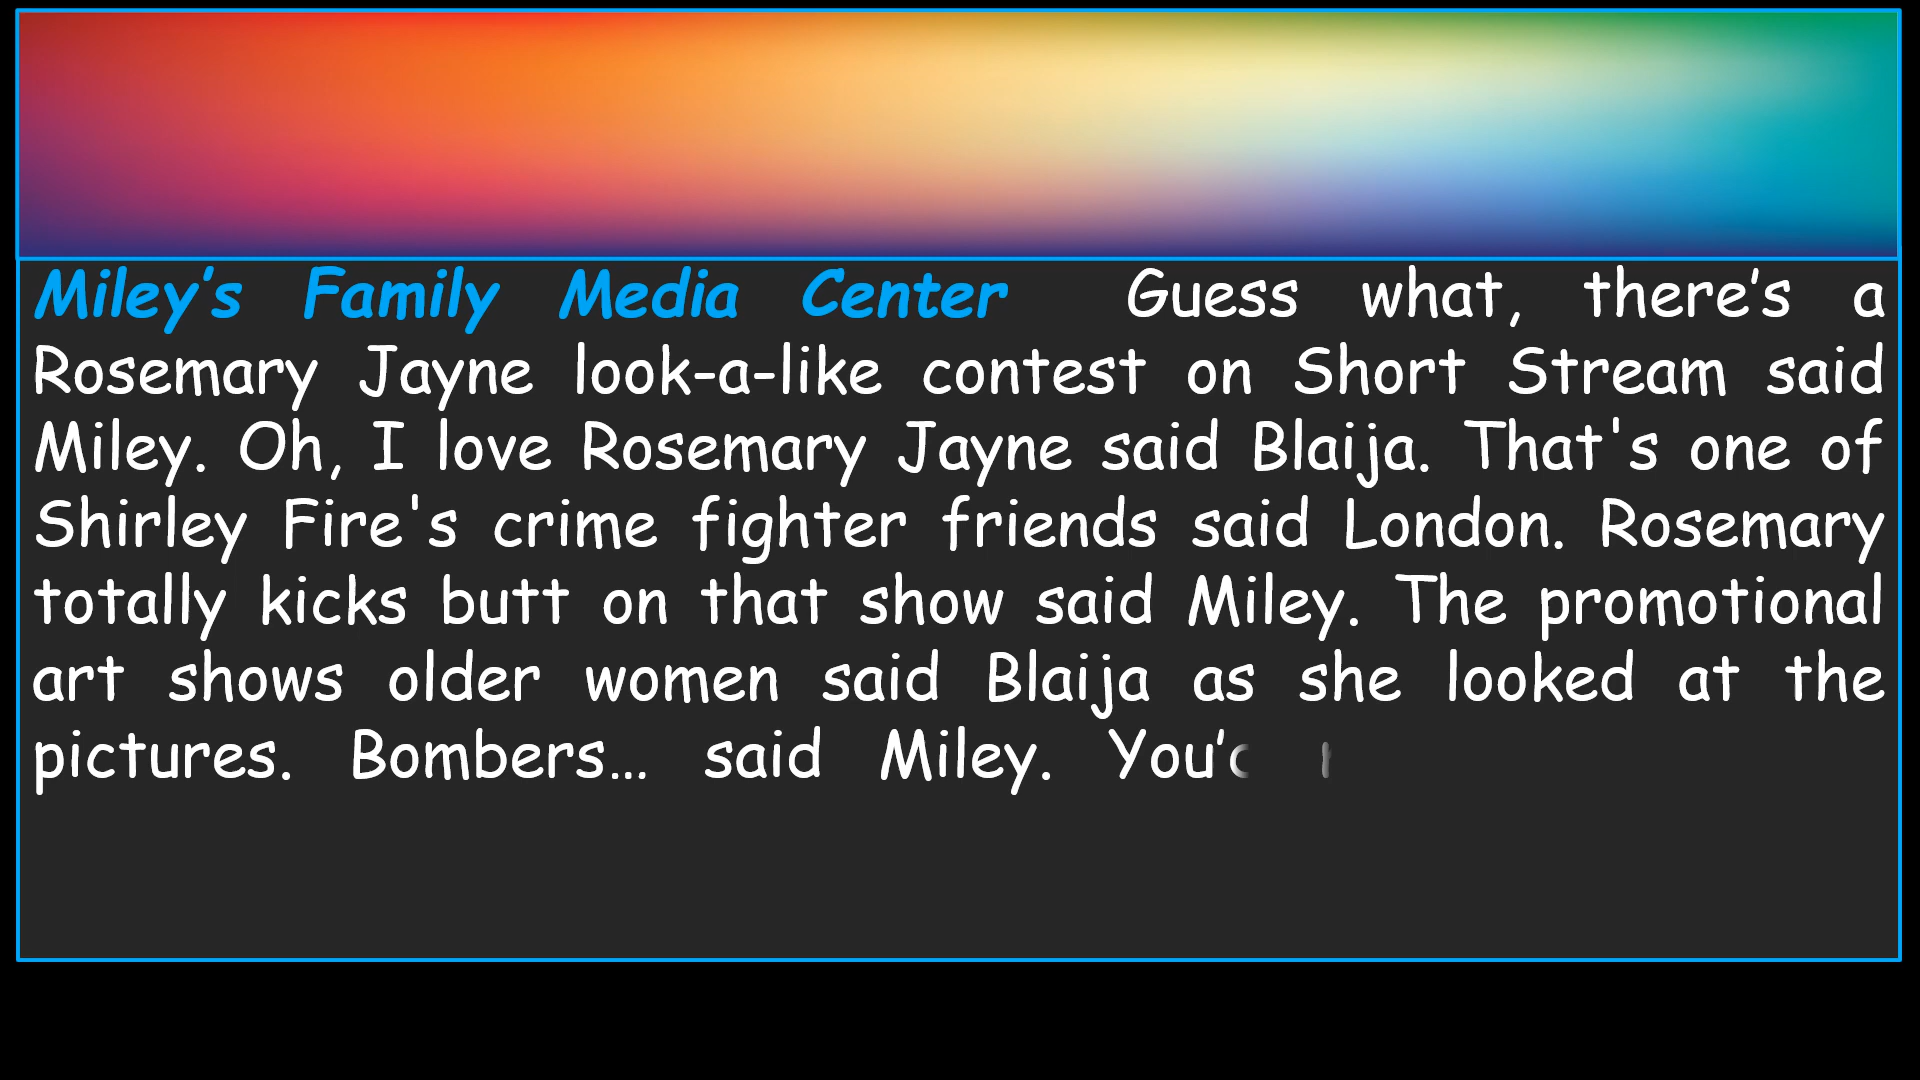 Miley’s Family Media Center Guess what, there’s a
Rosemary Jayne look-a-like contest on Short Stream said
Miley. Oh, I love Rosemary Jayne said Blaija. That's one of
Shirley Fire's crime fighter friends said London. Rosemary
totally kicks butt on that show said Miley. The promotional
art shows older women said Blaija as she looked at the
pictures. Bombers… said Miley.